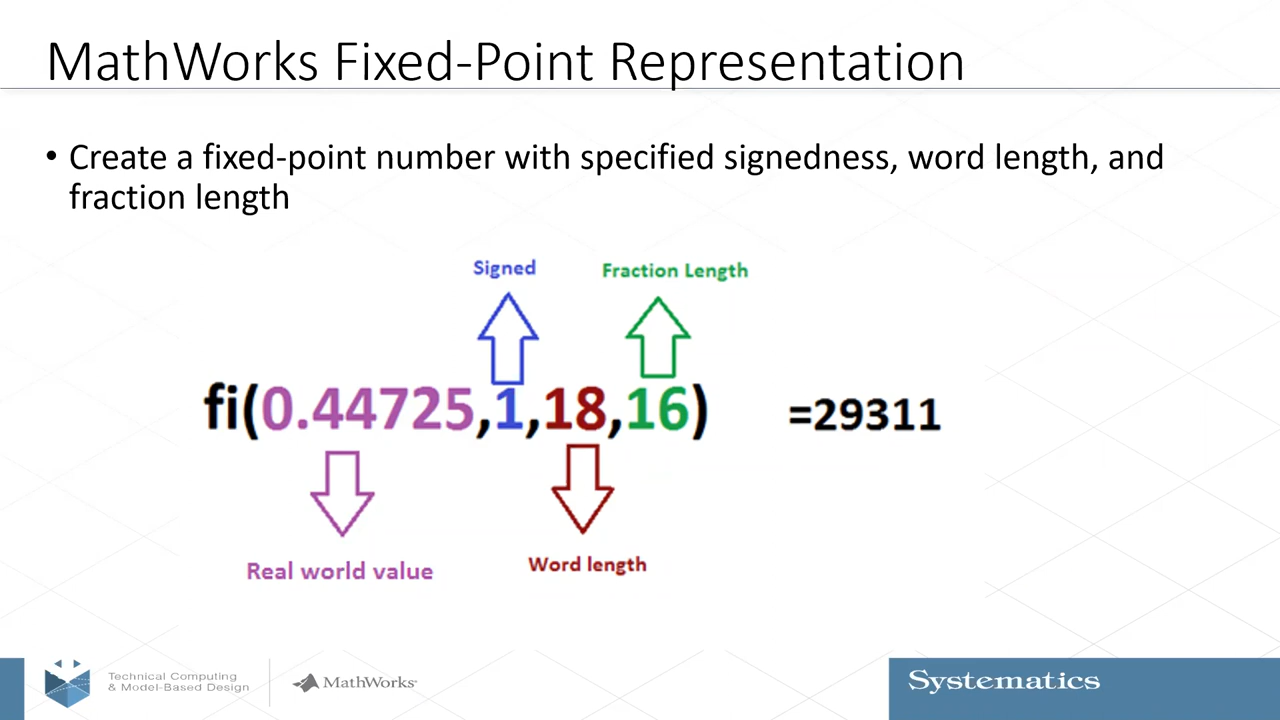 MathWorks Fixed-Point Representation
• Create a fixed-point number with specified signedness, word length, and
fraction length
Signed
Fraction Length
fi(0.44725,1,18,16) =29311
Real world value
Word length
Technical Computing
& Model-Based Design
MathWorks
Systematics